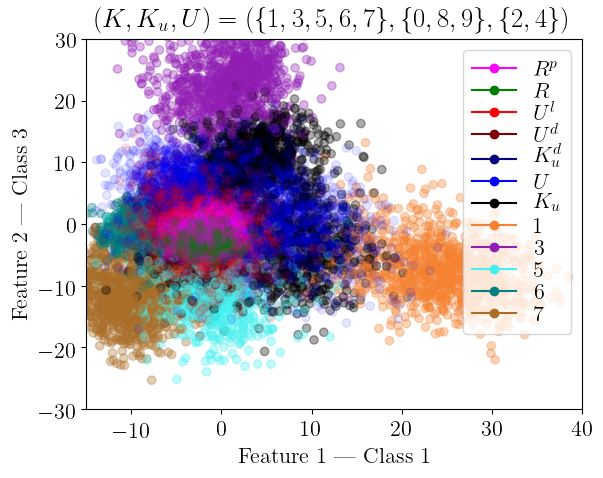 (K, K_u, U) = ({1, 3, 5, 6, 7}, {0, 8, 9}, {2, 4})
30
20
10
0
−10
−20
−30
Feature 2 — Class 3
R^p
R
U^l
U^d
K_u^d
U
K_u
1
3
5
6
7
−10
0
10
20
30
40
Feature 1 — Class 1